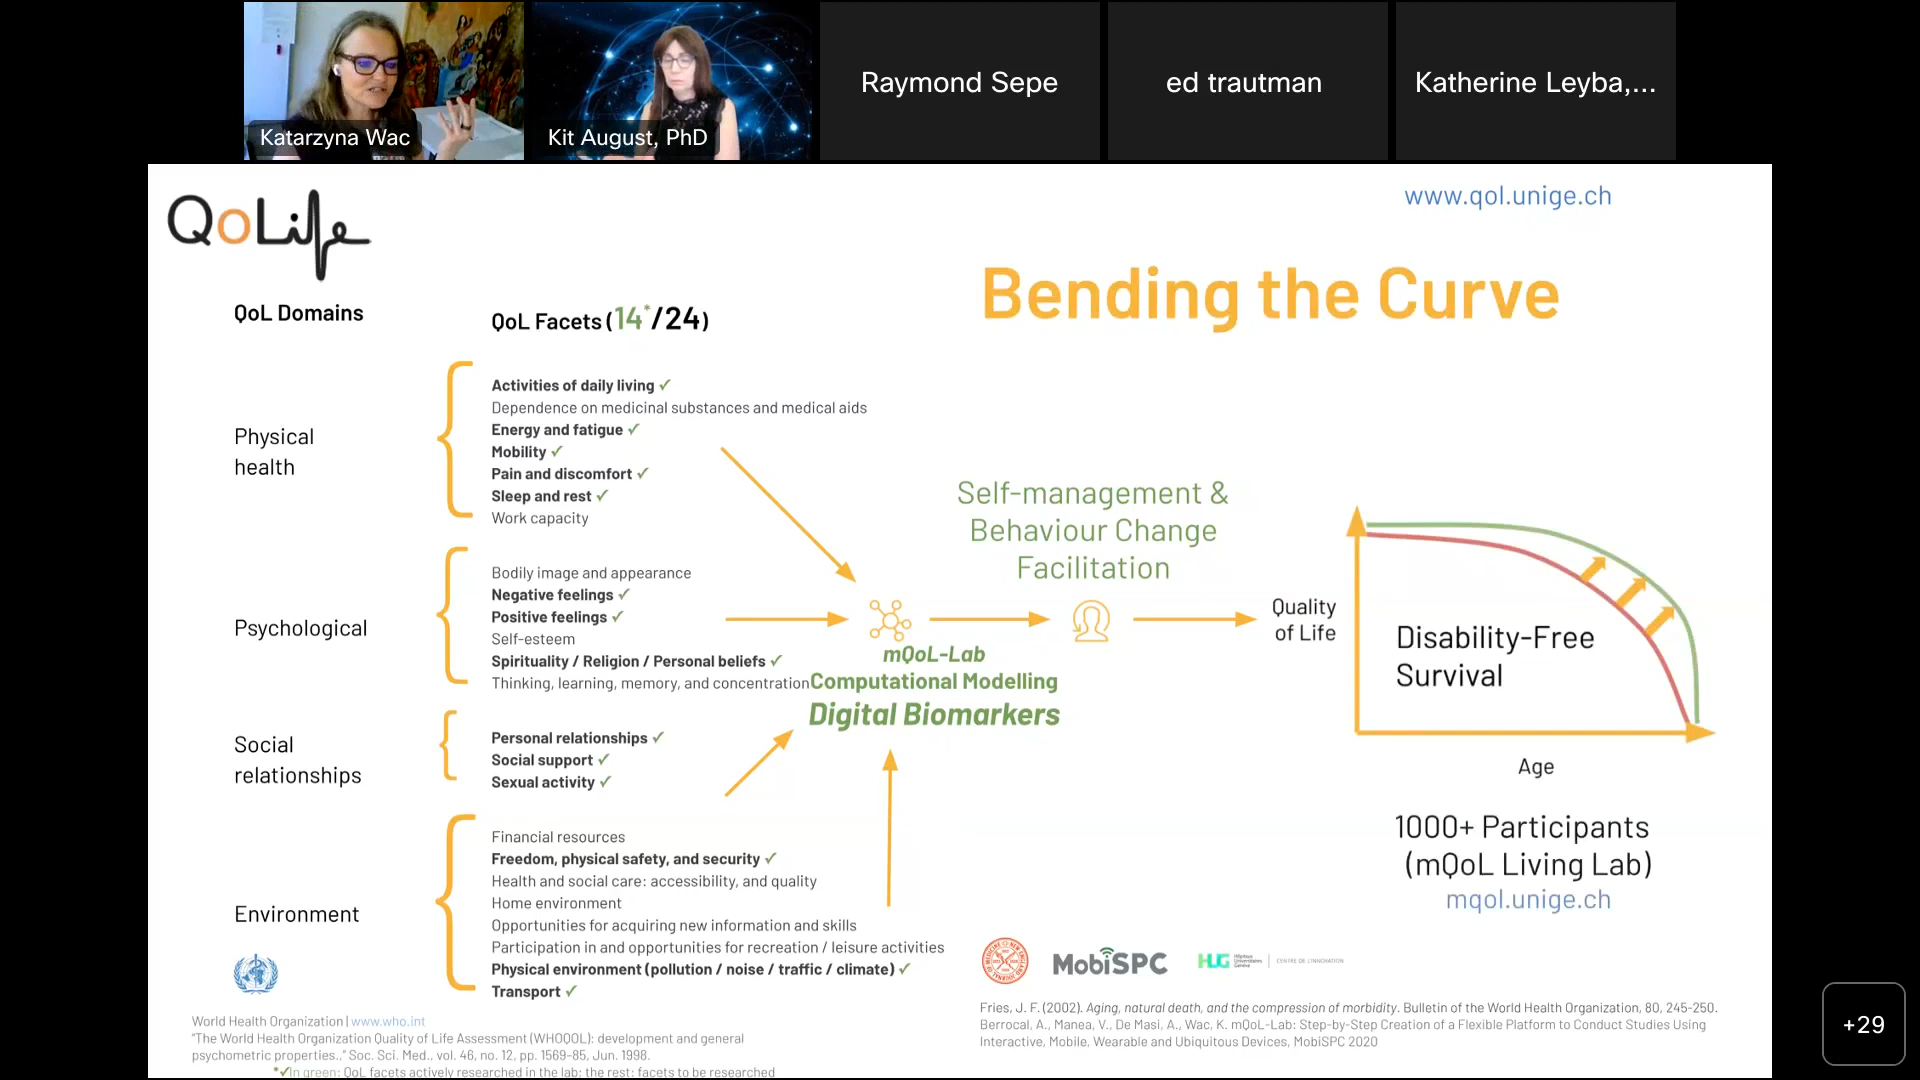 Katarzyna Wac
Kit August, PhD
Raymond Sepe
ed trautman
Katherine Leyba,...
QoLife
www.qol.unige.ch
Bending the Curve
QoL Domains
QoL Facets (14*/24)
Physical
health
Activities of daily living ✓
Dependence on medicinal substances and medical aids
Energy and fatigue ✓
Mobility ✓
Pain and discomfort ✓
Sleep and rest ✓
Work capacity
Psychological
Bodily image and appearance
Negative feelings ✓
Positive feelings ✓
Self-esteem
Spirituality / Religion / Personal beliefs ✓
Thinking, learning, memory, and concentration
Social
relationships
Personal relationships ✓
Social support ✓
Sexual activity ✓
Environment
Financial resources
Freedom, physical safety, and security ✓
Health and social care: accessibility, and quality
Home environment
Opportunities for acquiring new information and skills
Participation in and opportunities for recreation / leisure activities
Physical environment (pollution / noise / traffic / climate) ✓
Transport ✓
Self-management &
Behaviour Change
Facilitation
mQoL-Lab
Computational Modelling
Digital Biomarkers
Quality
of Life
Disability-Free
Survival
Age
1000+ Participants
(mQoL Living Lab)
mqol.unige.ch
MobiSPC
HUG
CENTRE DE L'INNOVATION
World Health Organization | www.who.int
"The World Health Organization Quality of Life Assessment (WHOQOL): development and general
psychometric properties.," Soc. Sci. Med., vol. 46, no. 12, pp. 1569-85, Jun. 1998.
*✓In green: QoL facets actively researched in the lab; the rest: facets to be researched
Fries, J. F. (2002). Aging, natural death, and the compression of morbidity. Bulletin of the World Health Organization, 80, 245-250.
Berrocal, A., Manea, V., De Masi, A., Wac, K. mQoL-Lab: Step-by-Step Creation of a Flexible Platform to Conduct Studies Using
Interactive, Mobile, Wearable and Ubiquitous Devices, MobiSPC 2020
+29